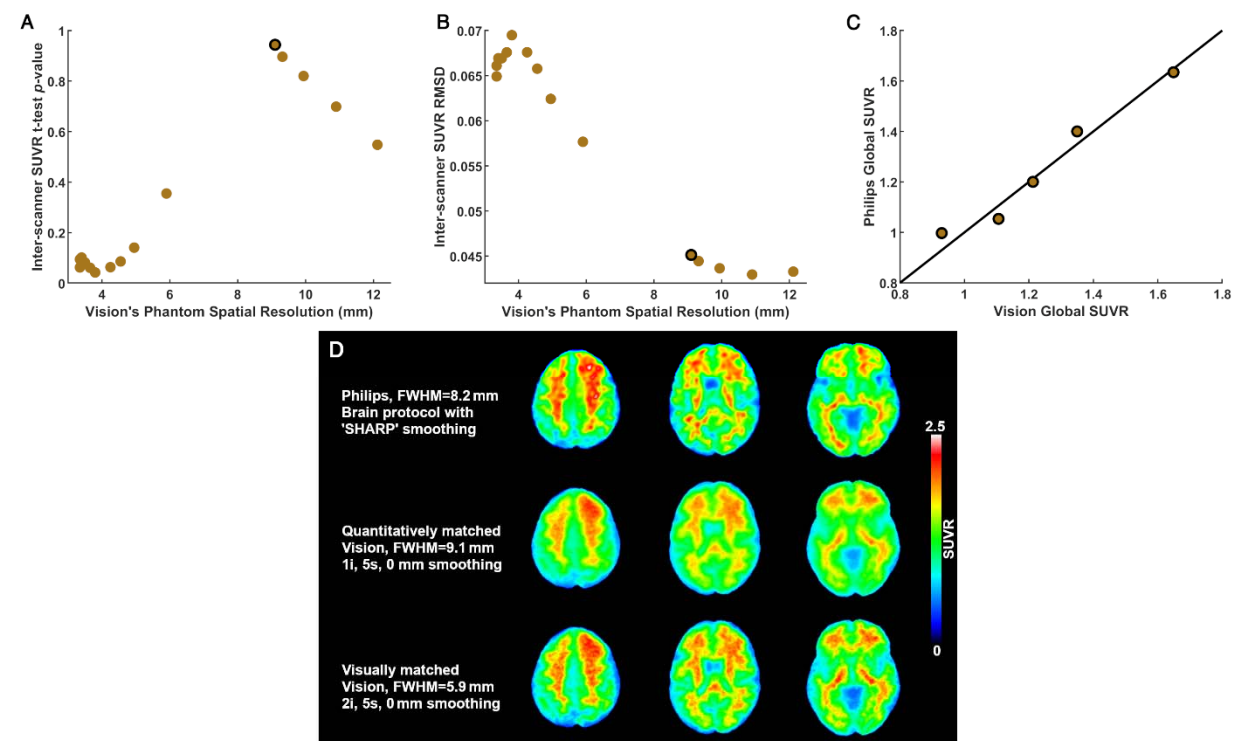 A
Inter-scanner SUVR t-test p-value
1
0.8
0.6
0.4
0.2
0
4
6
8
10
12
Vision's Phantom Spatial Resolution (mm)
B
Inter-scanner SUVR RMSD
0.07
0.065
0.06
0.055
0.05
0.045
4
6
8
10
12
Vision's Phantom Spatial Resolution (mm)
C
Philips Global SUVR
1.8
1.6
1.4
1.2
1
0.8
0.8
1
1.2
1.4
1.6
1.8
Vision Global SUVR
D
Philips, FWHM=8.2 mm
Brain protocol with
'SHARP' smoothing
Quantitatively matched
Vision, FWHM=9.1 mm
1i, 5s, 0 mm smoothing
Visually matched
Vision, FWHM=5.9 mm
2i, 5s, 0 mm smoothing
2.5
SUVR
0